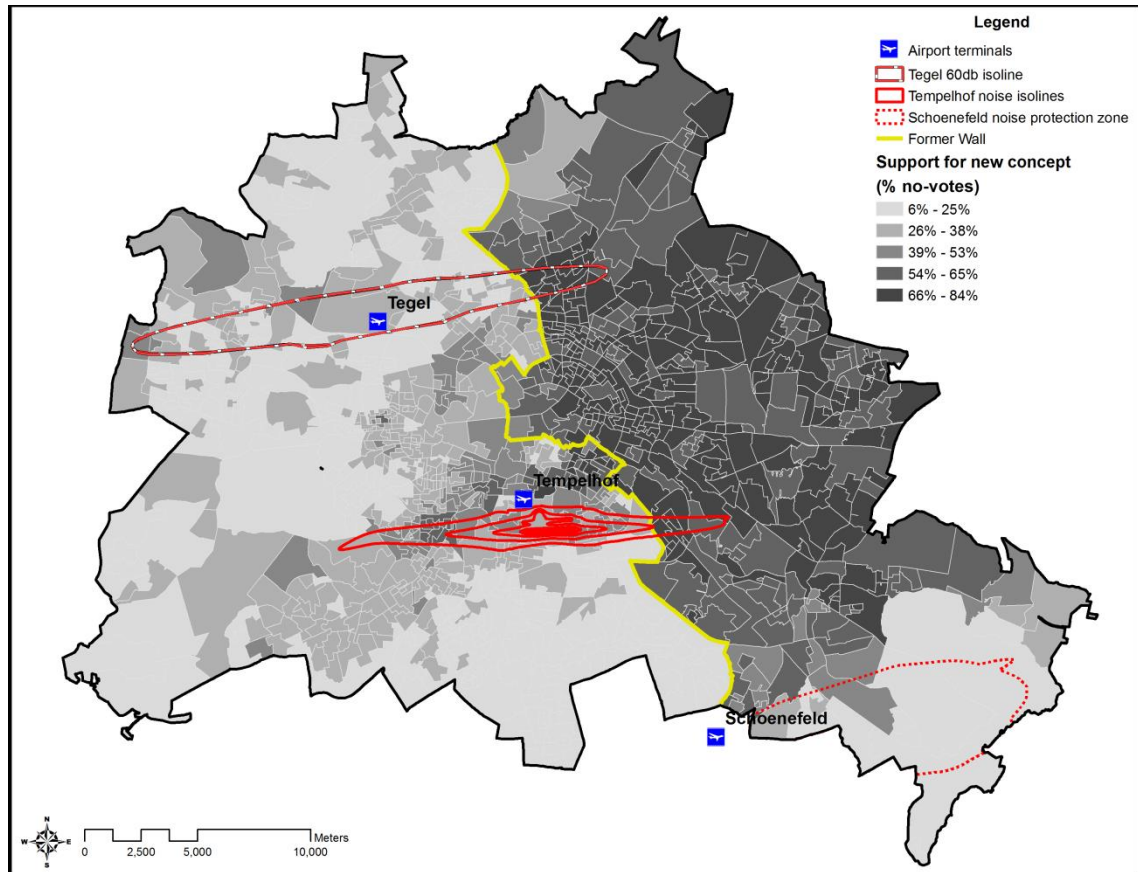 Legend
Airport terminals
Tegel 60db isoline
Tempelhof noise isolines
Schoenefeld noise protection zone
Former Wall
Support for new concept
(% no-votes)
6% - 25%
26% - 38%
39% - 53%
54% - 65%
66% - 84%
Tegel
Tempelhof
Schoenefeld
N
W E
S
Meters
0 2,500 5,000 10,000